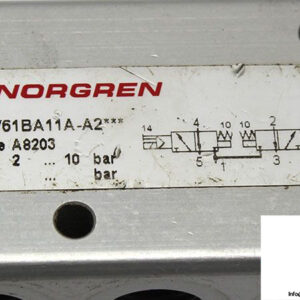 NORGREN
V61BA11A-A2***
e A8203
2 ... 10 bar
... bar
14 4 10 10 2
5 1 3